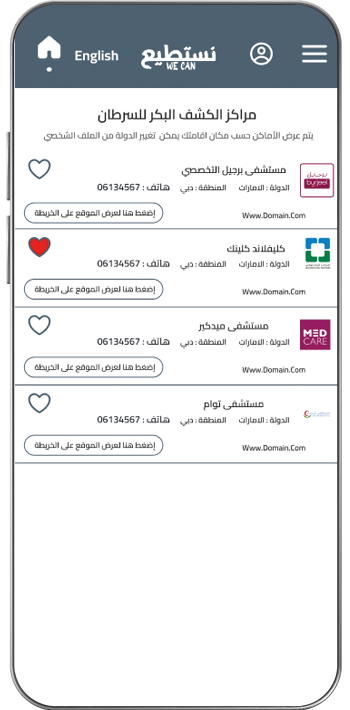 English
نستطيع
WE CAN
مراكز الكشف البكر للسرطان
يتم عرض الأماكن حسب مكان اقامتك يمكن تغيير الدولة من الملف الشخصي
مستشفى برجيل التخصصي
الدولة : الامارات المنطقة : دبي هاتف : 06134567
Www.Domain.Com إضغط هنا لعرض الموقع على الخريطة
برجيل
burjeel
كليفلاند كلينك
الدولة : الامارات المنطقة : دبي هاتف : 06134567
Www.Domain.Com إضغط هنا لعرض الموقع على الخريطة
مستشفى ميدكير
الدولة : الامارات المنطقة : دبي هاتف : 06134567
Www.Domain.Com إضغط هنا لعرض الموقع على الخريطة
MED
CARE
مستشفى توام
الدولة : الامارات المنطقة : دبي هاتف : 06134567
Www.Domain.Com إضغط هنا لعرض الموقع على الخريطة